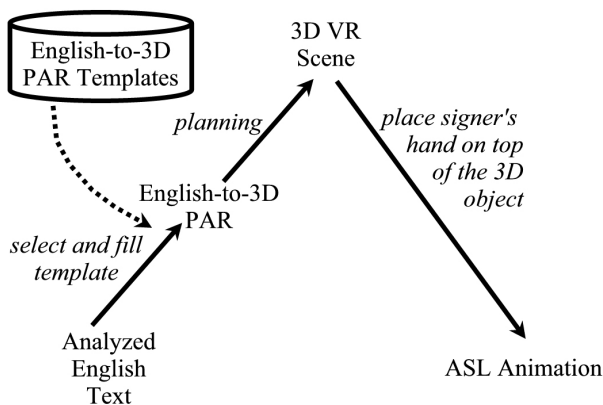 English-to-3D
PAR Templates
3D VR
Scene
planning
place signer's
hand on top
of the 3D
object
English-to-3D
PAR
select and fill
template
Analyzed
English
Text
ASL Animation